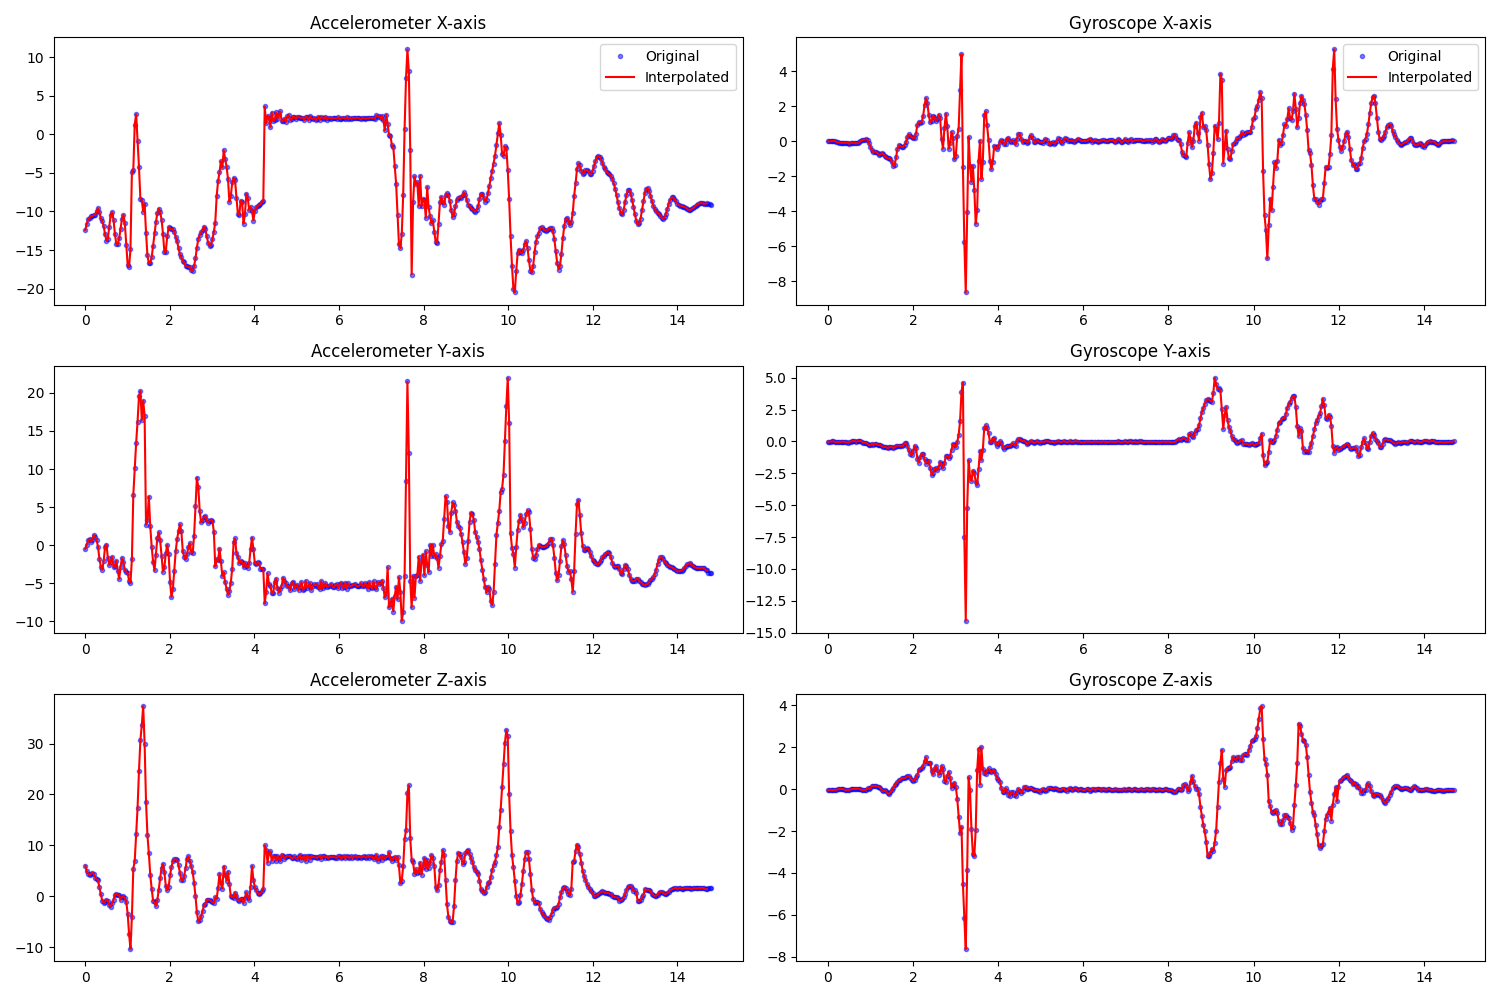 Accelerometer X-axis
Original
Interpolated
10
5
0
−5
−10
−15
−20
0 2 4 6 8 10 12 14
Gyroscope X-axis
Original
Interpolated
4
2
0
−2
−4
−6
−8
0 2 4 6 8 10 12 14
Accelerometer Y-axis
20
15
10
5
0
−5
−10
0 2 4 6 8 10 12 14
Gyroscope Y-axis
5.0
2.5
0.0
−2.5
−5.0
−7.5
−10.0
−12.5
−15.0
0 2 4 6 8 10 12 14
Accelerometer Z-axis
30
20
10
0
−10
0 2 4 6 8 10 12 14
Gyroscope Z-axis
4
2
0
−2
−4
−6
−8
0 2 4 6 8 10 12 14